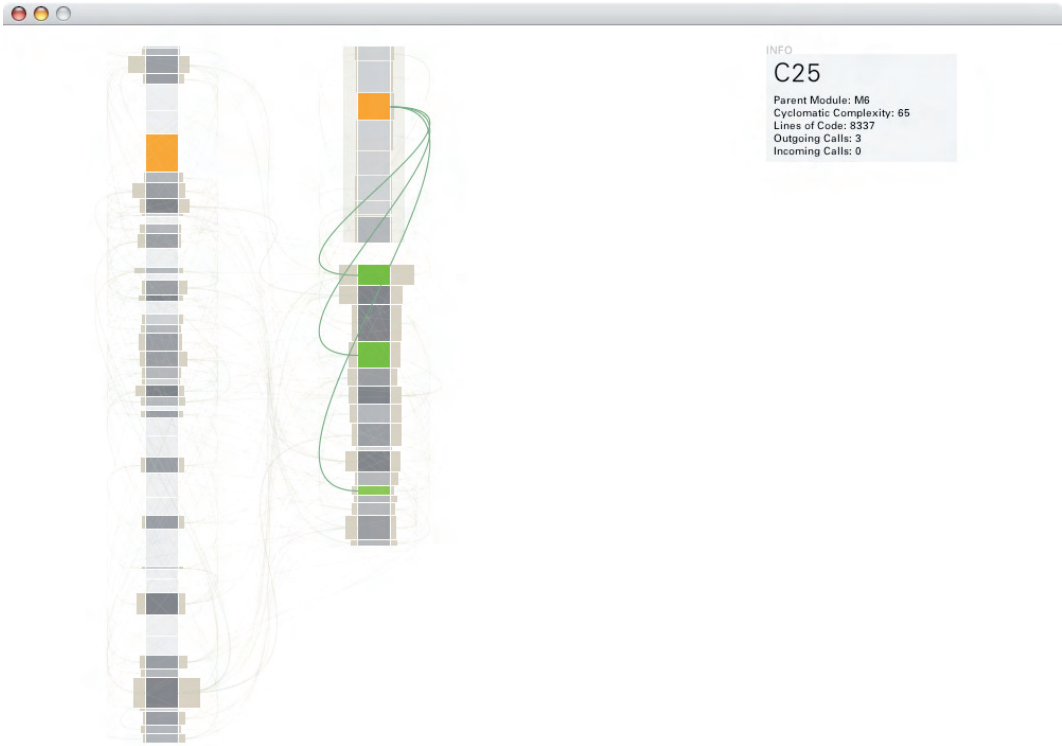 INFO
C25
Parent Module: M6
Cyclomatic Complexity: 65
Lines of Code: 8337
Outgoing Calls: 3
Incoming Calls: 0